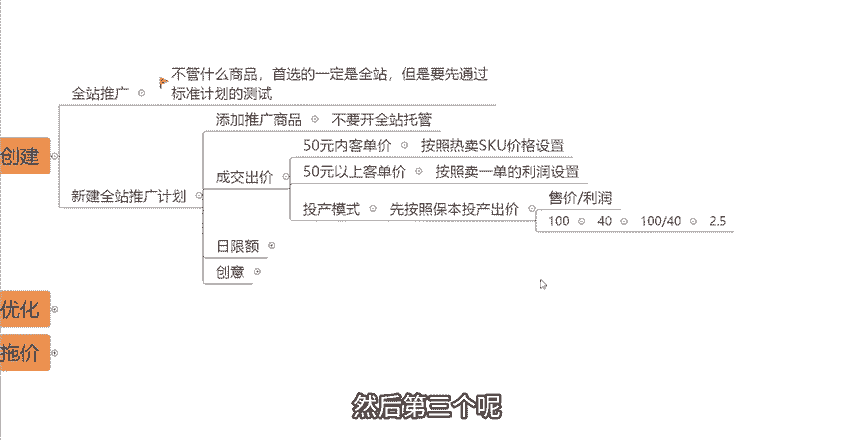 不管什么商品，首选的一定是全站，但是要先通过
标准计划的测试
全站推广
添加推广商品
不要开全站托管
50元内客单价
按照热卖SKU价格设置
创建
成交出价
50元以上客单价
按照卖一单的利润设置
新建全站推广计划
售价/利润
投产模式
先按照保本投产出价
100
40
100/40
2.5
日限额
创意
优化
拖价
然后第三个呢